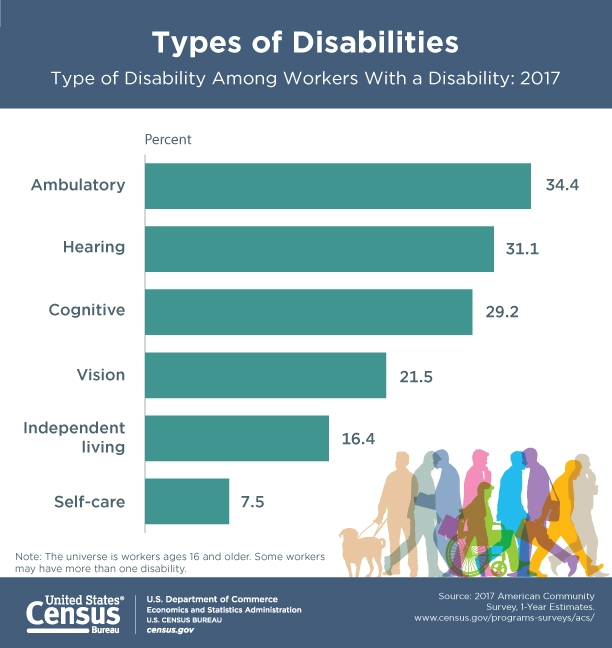 Types of Disabilities
Type of Disability Among Workers With a Disability: 2017
Percent
Ambulatory
34.4
Hearing
31.1
Cognitive
29.2
Vision
21.5
Independent
living
16.4
Self-care
7.5
Note: The universe is workers ages 16 and older. Some workers
may have more than one disability.
United States®
Census
Bureau
U.S. Department of Commerce
Economics and Statistics Administration
U.S. CENSUS BUREAU
census.gov
Source: 2017 American Community
Survey, 1-Year Estimates.
www.census.gov/programs-surveys/acs/